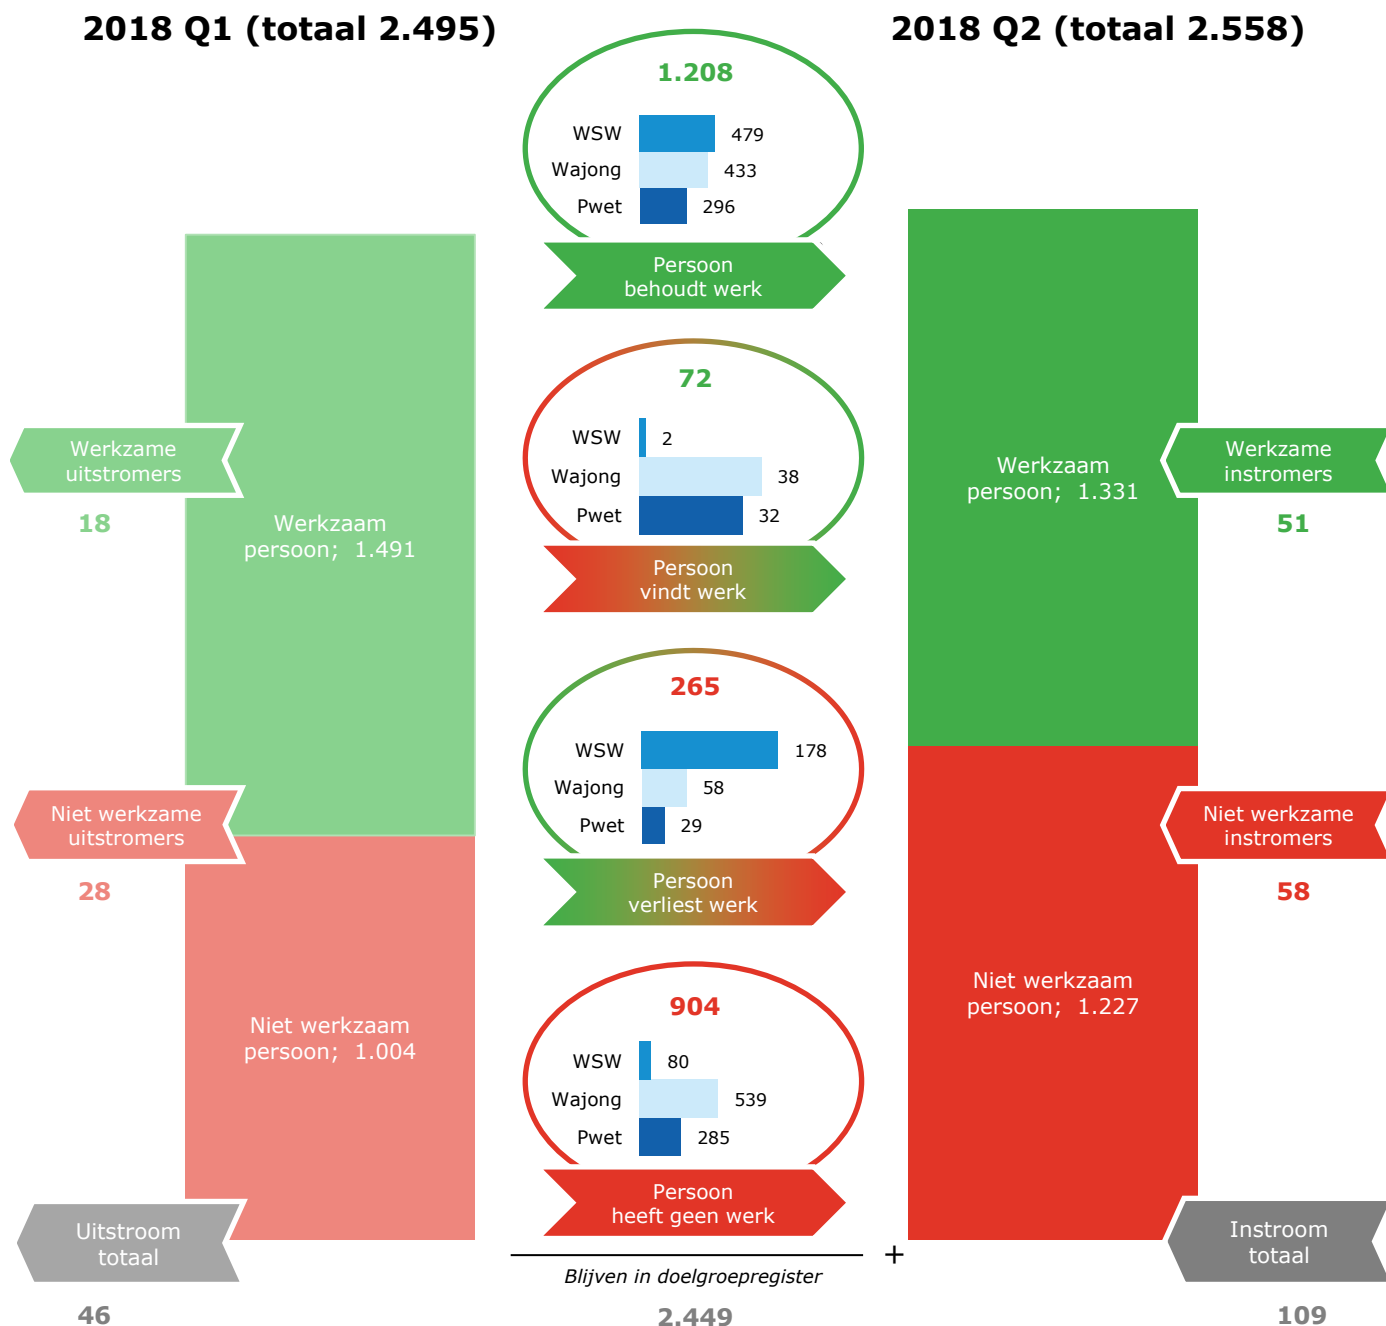 2018 Q1 (totaal 2.495)
2018 Q2 (totaal 2.558)
1.208
WSW 479
Wajong 433
Pwet 296
Persoon
behoudt werk
72
WSW 2
Wajong 38
Pwet 32
Persoon
vindt werk
265
WSW 178
Wajong 58
Pwet 29
Persoon
verliest werk
904
WSW 80
Wajong 539
Pwet 285
Persoon
heeft geen werk
Blijven in doelgroepregister
2.449
+
Werkzame
uitstromers
18
Werkzaam
persoon; 1.491
Niet werkzame
uitstromers
28
Niet werkzaam
persoon; 1.004
Uitstroom
totaal
46
Werkzaam
persoon; 1.331
Werkzame
instromers
51
Niet werkzame
instromers
58
Niet werkzaam
persoon; 1.227
Instroom
totaal
109